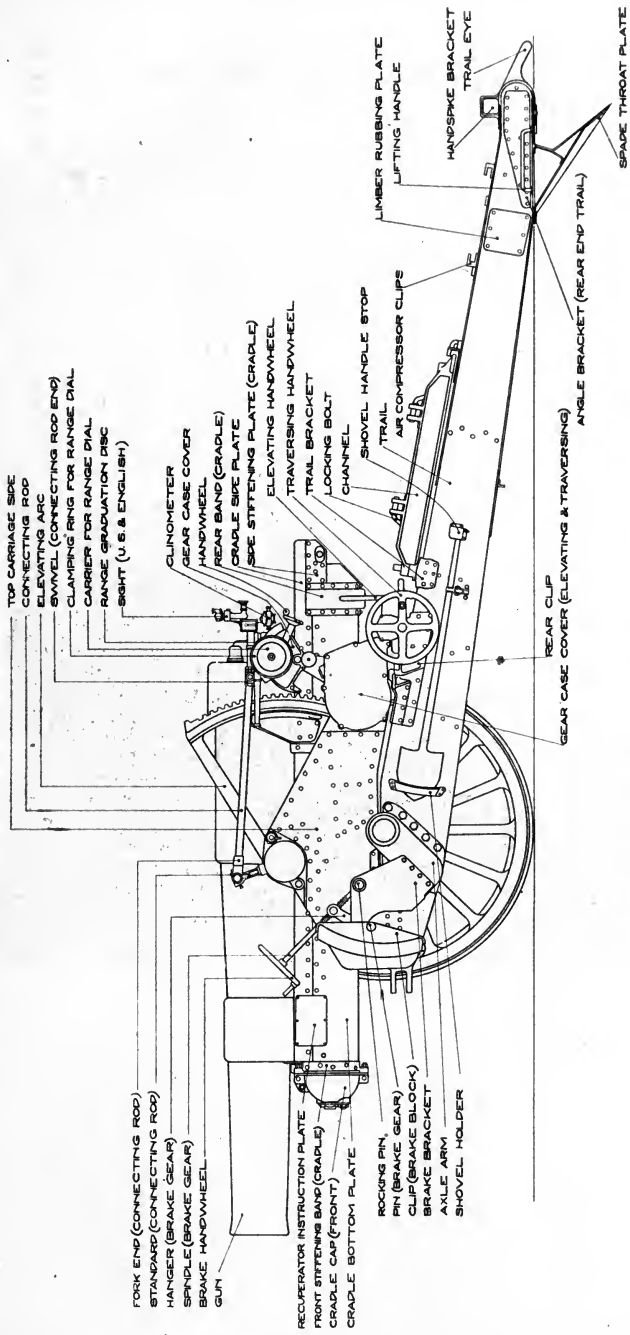 TOP CARRIAGE SIDE
CONNECTING ROD
ELEVATING ARC
SWIVEL (CONNECTING ROD END)
CLAMPING RING FOR RANGE DIAL
CARRIER FOR RANGE DIAL
RANGE GRADUATION DISC
SIGHT (U.S. & ENGLISH)
CLINOMETER
GEAR CASE COVER
HANDWHEEL
REAR BAND (CRADLE)
CRADLE SIDE PLATE
SIDE STIFFENING PLATE (CRADLE)
ELEVATING HANDWHEEL
TRAVERSING HANDWHEEL
TRAIL BRACKET
LOCKING BOLT
CHANNEL
SHOVEL HANDLE STOP
TRAIL
AIR COMPRESSOR CLIPS
LIMBER RUBBING PLATE
LIFTING HANDLE
HANDSPIKE BRACKET
TRAIL EYE
FORK END (CONNECTING ROD)
STANDARD (CONNECTING ROD)
HANGER (BRAKE GEAR)
SPINDLE (BRAKE GEAR)
BRAKE HANDWHEEL
GUN
RECUPERATOR INSTRUCTION PLATE
FRONT STIFFENING BAND (CRADLE)
CRADLE CAP (FRONT)
CRADLE BOTTOM PLATE
ROCKING PIN.
PIN (BRAKE GEAR)
CLIP (BRAKE BLOCK)
BRAKE BRACKET
AXLE ARM
SHOVEL HOLDER
REAR CLIP
GEAR CASE COVER (ELEVATING & TRAVERSING)
ANGLE BRACKET (REAR END TRAIL)
SPADE THROAT PLATE